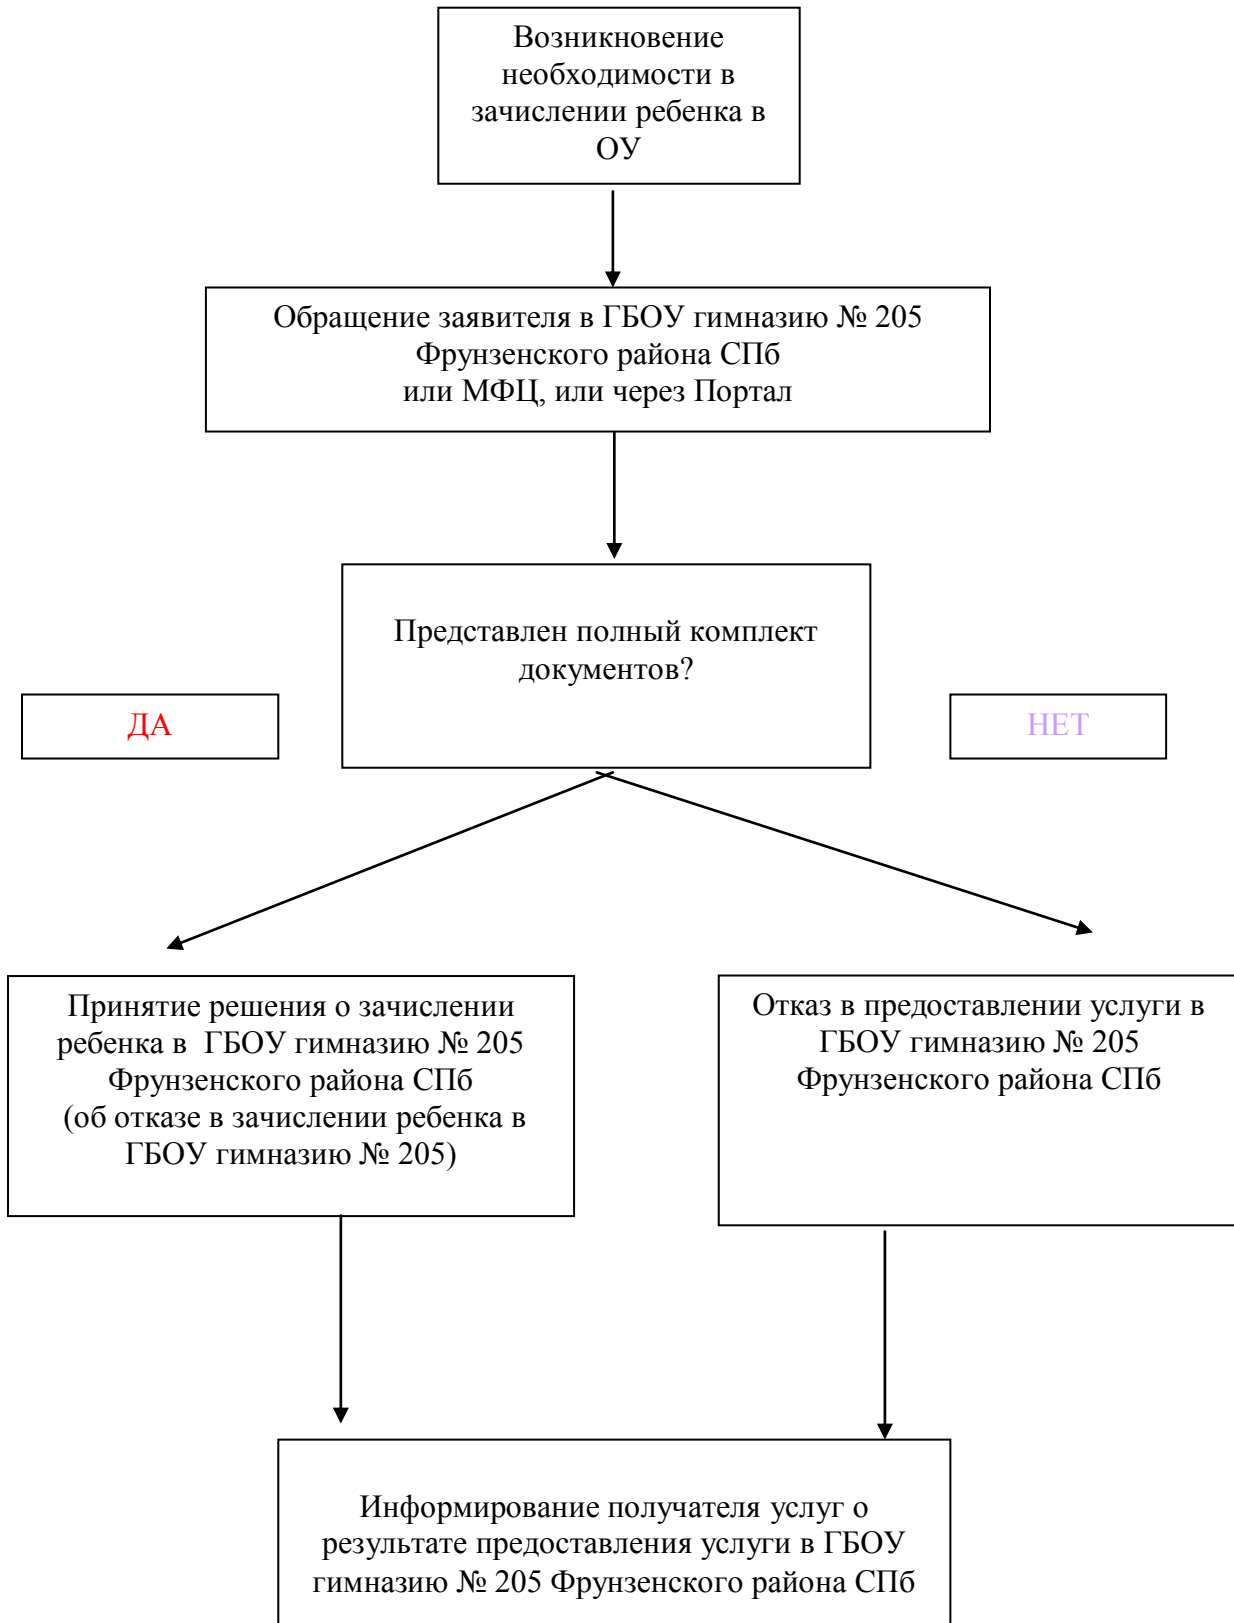 Возникновение
необходимости в
зачислении ребенка в
ОУ
Обращение заявителя в ГБОУ гимназию № 205
Фрунзенского района СПб
или МФЦ, или через Портал
Представлен полный комплект
документов?
ДА
НЕТ
Принятие решения о зачислении
ребенка в ГБОУ гимназию № 205
Фрунзенского района СПб
(об отказе в зачислении ребенка в
ГБОУ гимназию № 205)
Отказ в предоставлении услуги в
ГБОУ гимназию № 205
Фрунзенского района СПб
Информирование получателя услуг о
результате предоставления услуги в ГБОУ
гимназию № 205 Фрунзенского района СПб